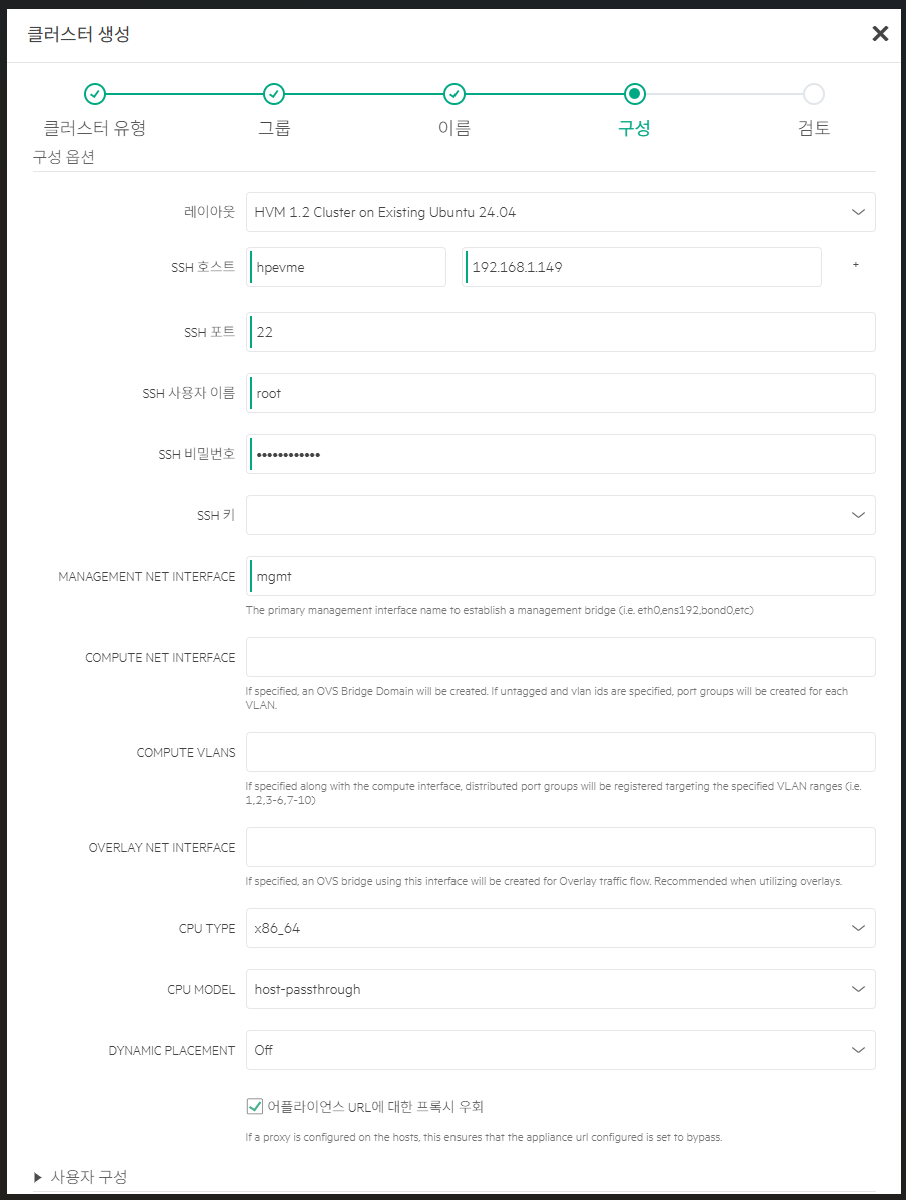 클러스터 생성
클러스터 유형
그룹
이름
구성
검토
구성 옵션
레이아웃
HVM 1.2 Cluster on Existing Ubuntu 24.04
SSH 호스트
hpevme
192.168.1.149
+
SSH 포트
22
SSH 사용자 이름
root
SSH 비밀번호
••••••••••••
SSH 키
MANAGEMENT NET INTERFACE
mgmt
The primary management interface name to establish a management bridge (i.e. eth0,ens192,bond0,etc)
COMPUTE NET INTERFACE
If specified, an OVS Bridge Domain will be created. If untagged and vlan ids are specified, port groups will be created for each
VLAN.
COMPUTE VLANS
If specified along with the compute interface, distributed port groups will be registered targeting the specified VLAN ranges (i.e.
1,2,3-6,7-10)
OVERLAY NET INTERFACE
If specified, an OVS bridge using this interface will be created for Overlay traffic flow. Recommended when utilizing overlays.
CPU TYPE
x86_64
CPU MODEL
host-passthrough
DYNAMIC PLACEMENT
Off
어플라이언스 URL에 대한 프록시 우회
If a proxy is configured on the hosts, this ensures that the appliance url configured is set to bypass.
사용자 구성